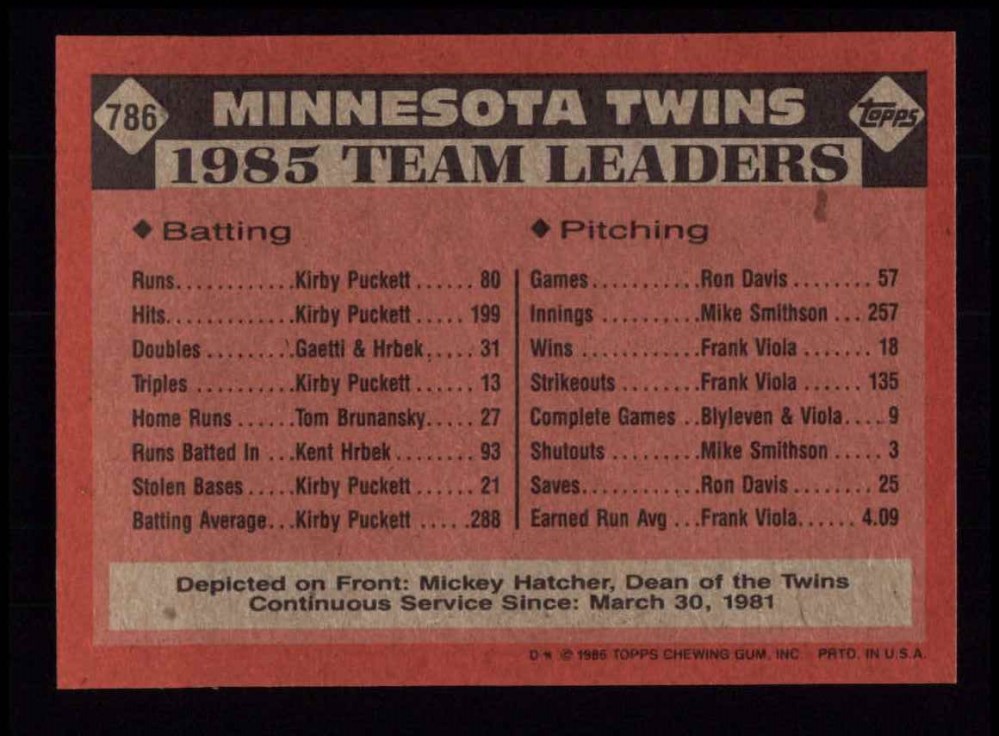 786
MINNESOTA TWINS
topps
1985 TEAM LEADERS
◆ Batting
Runs............Kirby Puckett ...... 80
Hits.............Kirby Puckett ..... 199
Doubles .........Gaetti & Hrbek..... 31
Triples ..........Kirby Puckett ...... 13
Home Runs ......Tom Brunansky..... 27
Runs Batted In ...Kent Hrbek ........ 93
Stolen Bases .....Kirby Puckett ...... 21
Batting Average...Kirby Puckett ..... .288
◆ Pitching
Games...........Ron Davis ........ 57
Innings ..........Mike Smithson ... 257
Wins ............Frank Viola ....... 18
Strikeouts ........Frank Viola ...... 135
Complete Games ..Blyleven & Viola.... 9
Shutouts .........Mike Smithson ..... 3
Saves............Ron Davis ........ 25
Earned Run Avg ...Frank Viola...... 4.09
Depicted on Front: Mickey Hatcher, Dean of the Twins
Continuous Service Since: March 30, 1981
© 1986 TOPPS CHEWING GUM, INC. PRTD. IN U.S.A.